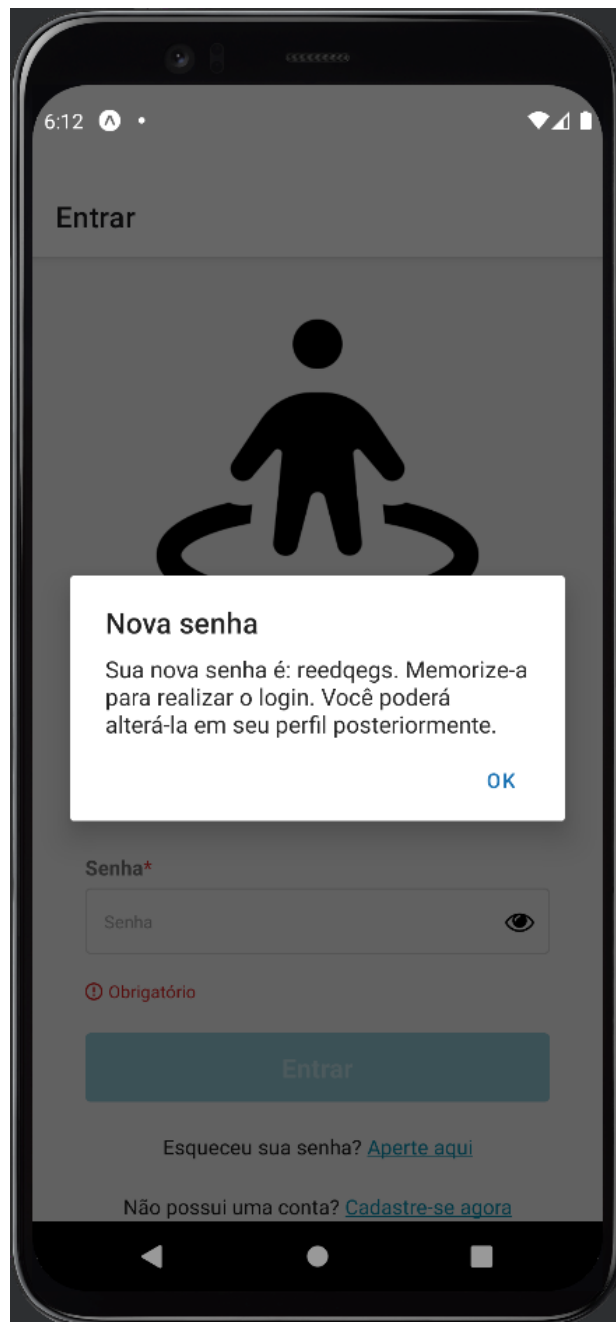 6:12
Entrar
Nova senha
Sua nova senha é: reedqegs. Memorize-a
para realizar o login. Você poderá
alterá-la em seu perfil posteriormente.
OK
Senha*
Senha
Obrigatório
Entrar
Esqueceu sua senha? Aperte aqui
Não possui uma conta? Cadastre-se agora